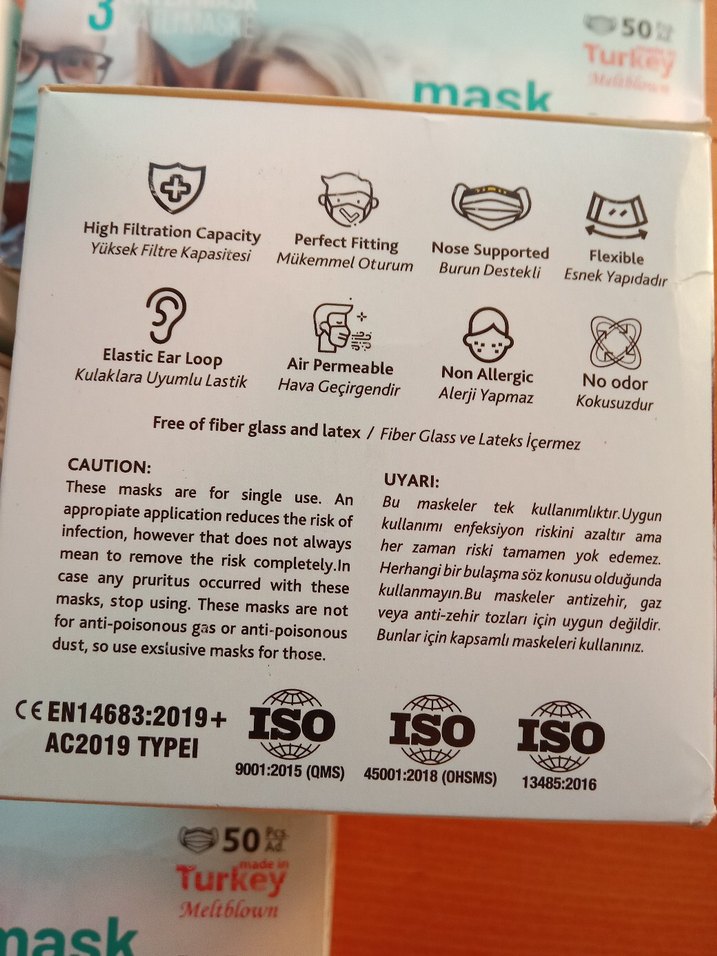 3
50
made in
Turkey
Meltblown
mask
High Filtration Capacity
Yüksek Filtre Kapasitesi
Perfect Fitting
Mükemmel Oturum
Nose Supported
Burun Destekli
Flexible
Esnek Yapıdadır
Elastic Ear Loop
Kulaklara Uyumlu Lastik
Air Permeable
Hava Geçirgendir
Non Allergic
Alerji Yapmaz
No odor
Kokusuzdur
Free of fiber glass and latex / Fiber Glass ve Lateks İçermez
CAUTION:
These masks are for single use. An
appropiate application reduces the risk of
infection, however that does not always
mean to remove the risk completely.In
case any pruritus occurred with these
masks, stop using. These masks are not
for anti-poisonous gas or anti-poisonous
dust, so use exslusive masks for those.
UYARI:
Bu maskeler tek kullanımlıktır.Uygun
kullanımı enfeksiyon riskini azaltır ama
her zaman riski tamamen yok edemez.
Herhangi bir bulaşma söz konusu olduğunda
kullanmayın.Bu maskeler antizehir, gaz
veya anti-zehir tozları için uygun değildir.
Bunlar için kapsamlı maskeleri kullanınız.
CE EN14683:2019+
AC2019 TYPEI
ISO
9001:2015 (QMS)
ISO
45001:2018 (OHSMS)
ISO
13485:2016
50 Pcs.
Ad.
made in
Turkey
Meltblown
mask